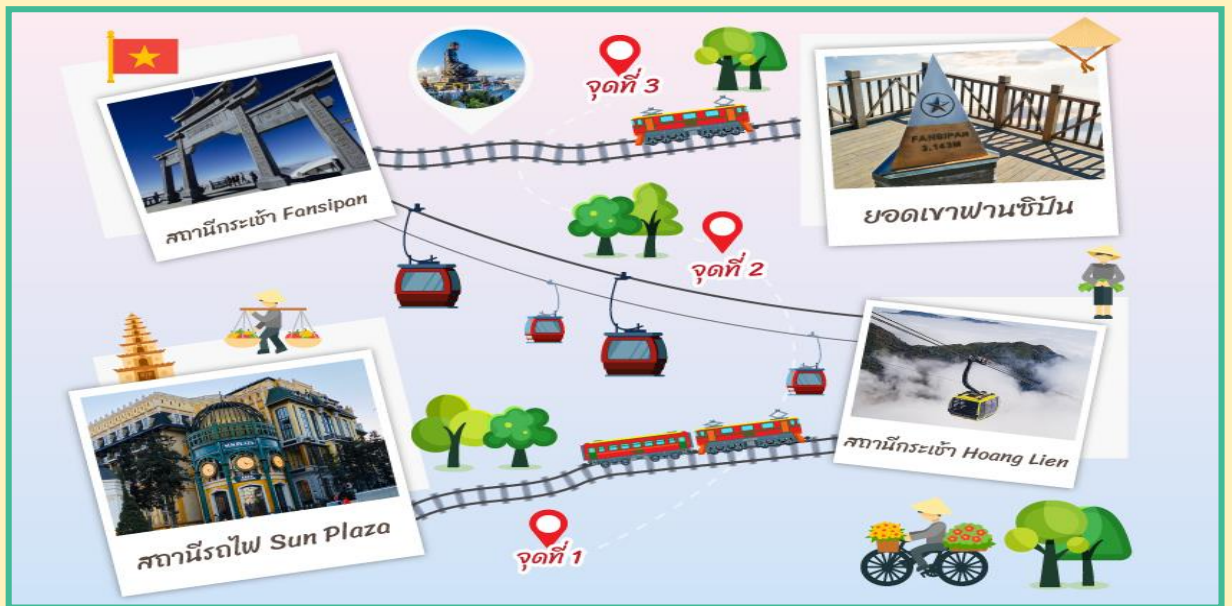 จุดที่ 3
FANSIPAN
3.143M
สถานีกระเช้า Fansipan
ยอดเขาฟานซิปัน
จุดที่ 2
SUN PLAZA
สถานีกระเช้า Hoang Lien
สถานีรถไฟ Sun Plaza
จุดที่ 1